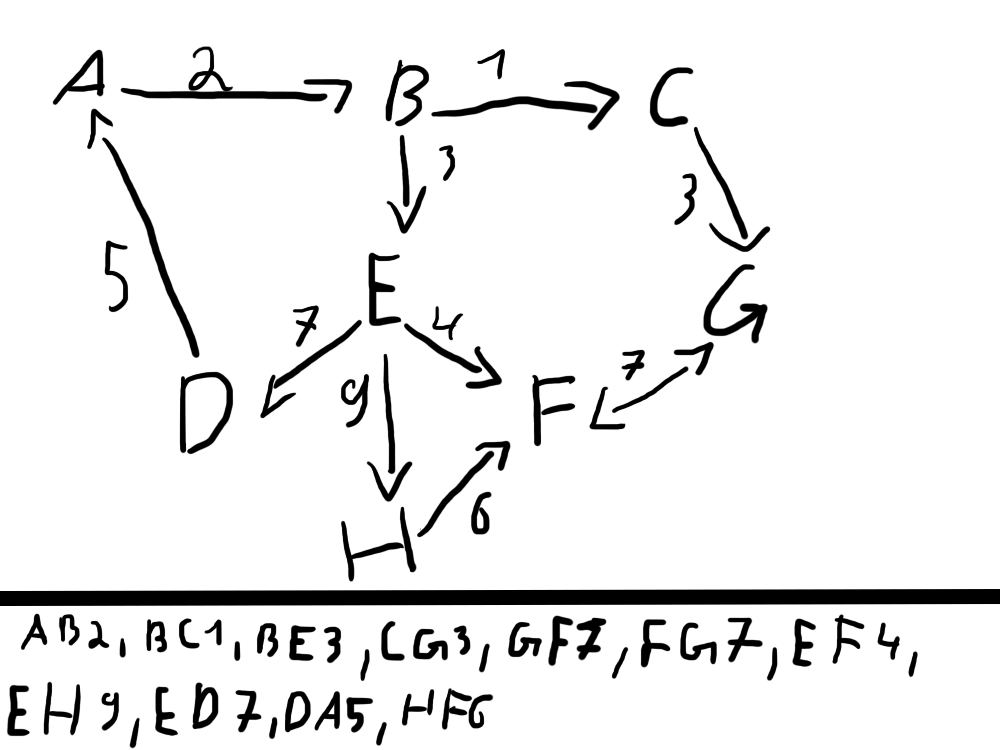 A 2 B 1 C
3 3
5 E G
7 4 7
D 9 F
6
H
AB2, BC1, BE3, CG3, GF7, FG7, EF4,
EH9, ED7, DA5, HF6